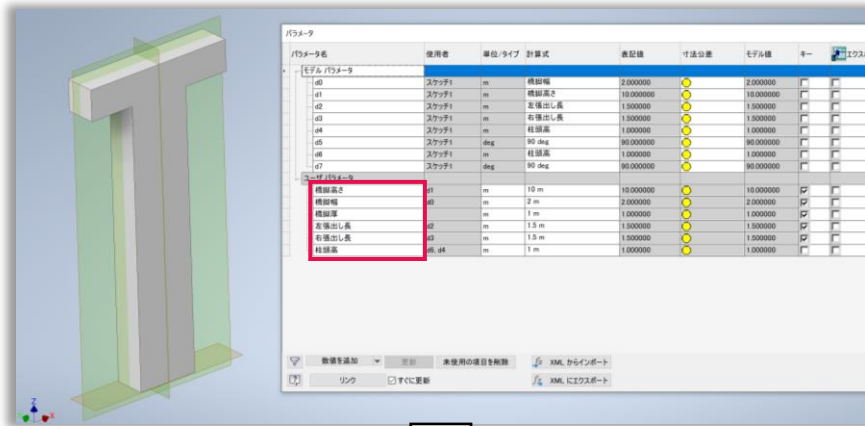 パラメータ
パラメータ名 使用者 単位/タイプ 計算式 表記値 寸法公差 モデル値 キー エクス
モデル パラメータ
d0 スケッチ1 m 橋脚幅 2.000000 2.000000
d1 スケッチ1 m 橋脚高さ 10.000000 10.000000
d2 スケッチ1 m 左張出し長 1.500000 1.500000
d3 スケッチ1 m 右張出し長 1.500000 1.500000
d4 スケッチ1 m 柱頭高 1.000000 1.000000
d5 スケッチ1 deg 90 deg 90.000000 90.000000
d6 スケッチ1 m 柱頭高 1.000000 1.000000
d7 スケッチ1 deg 90 deg 90.000000 90.000000
ユーザ パラメータ
橋脚高さ d1 m 10 m 10.000000 10.000000
橋脚幅 d0 m 2 m 2.000000 2.000000
橋脚厚 m 1 m 1.000000 1.000000
左張出し長 d2 m 1.5 m 1.500000 1.500000
右張出し長 d3 m 1.5 m 1.500000 1.500000
柱頭高 d6, d4 m 1 m 1.000000 1.000000
数値を追加 更新 未使用の項目を削除 XML からインポート
リンク すぐに更新 XML にエクスポート
Z
X